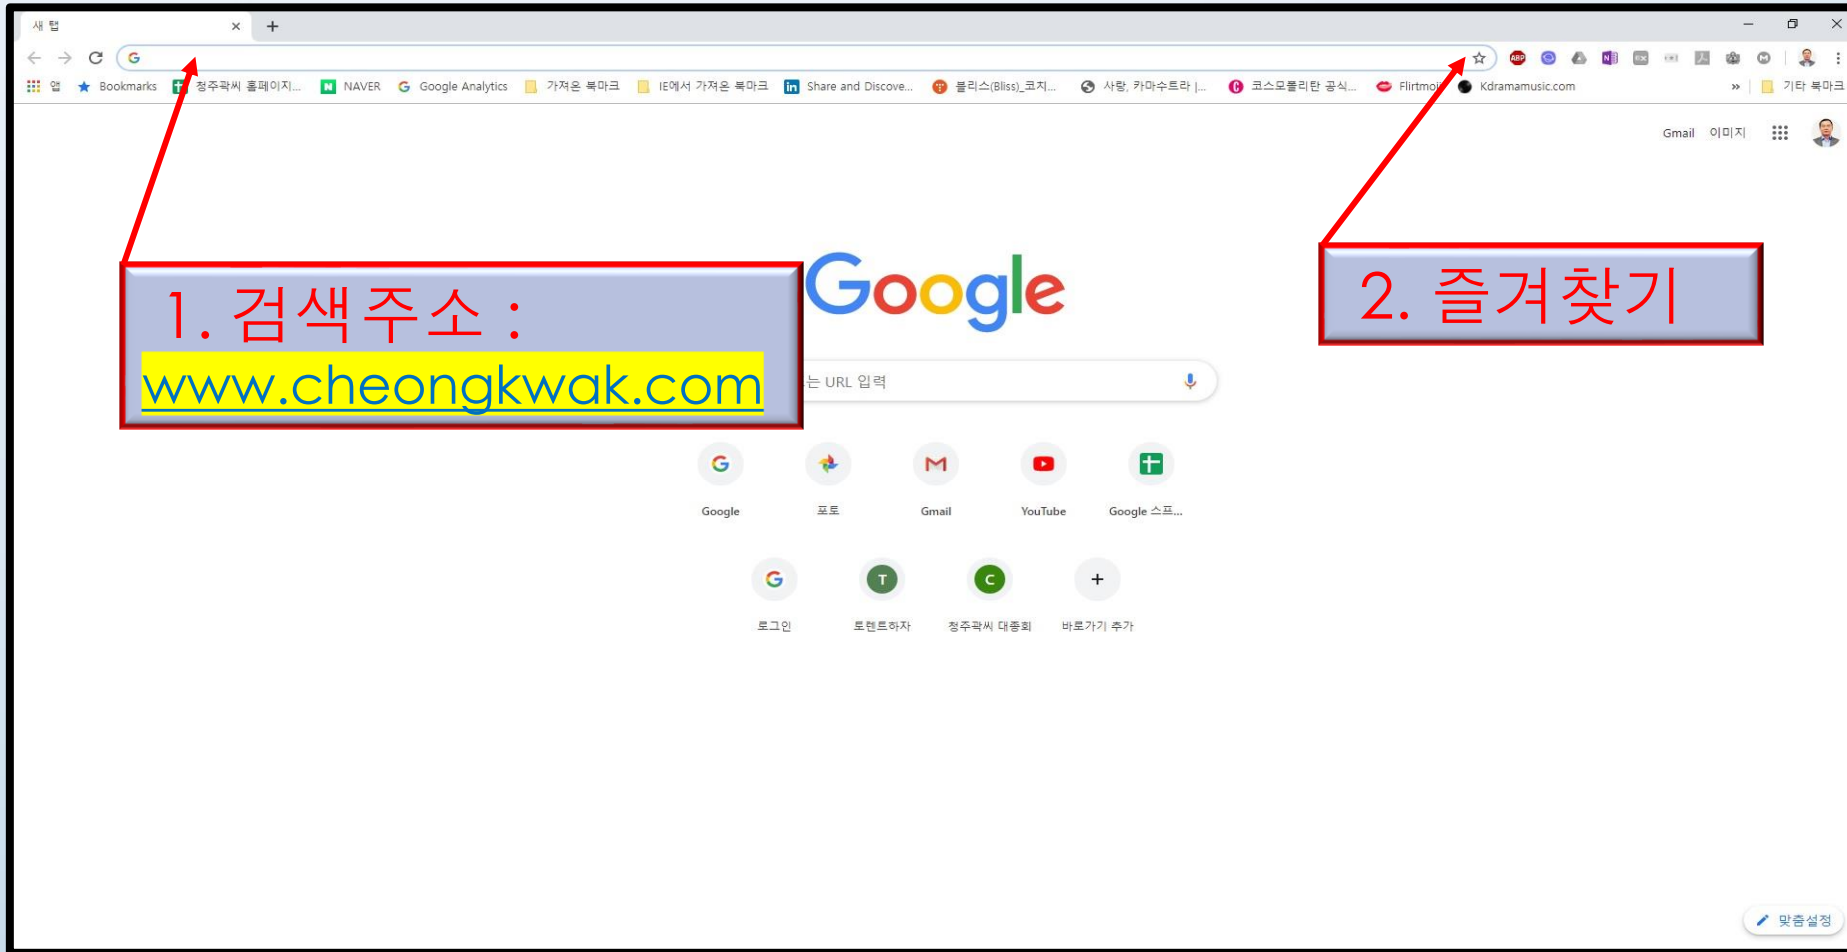 새 탭
앱
Bookmarks
청주곽씨 홈페이지...
NAVER
Google Analytics
가져온 북마크
IE에서 가져온 북마크
Share and Discove...
블리스(Bliss)_코치...
사랑, 카마수트라 |...
코스모폴리탄 공식...
Flirtmoji
Kdramamusic.com
»
기타 북마크
Gmail 이미지
1. 검색주소 :
www.cheongkwak.com
Google
2. 즐겨찾기
는 URL 입력
Google
포토
Gmail
YouTube
Google 스프...
로그인
토렌트하자
청주곽씨 대종회
바로가기 추가
맞춤설정